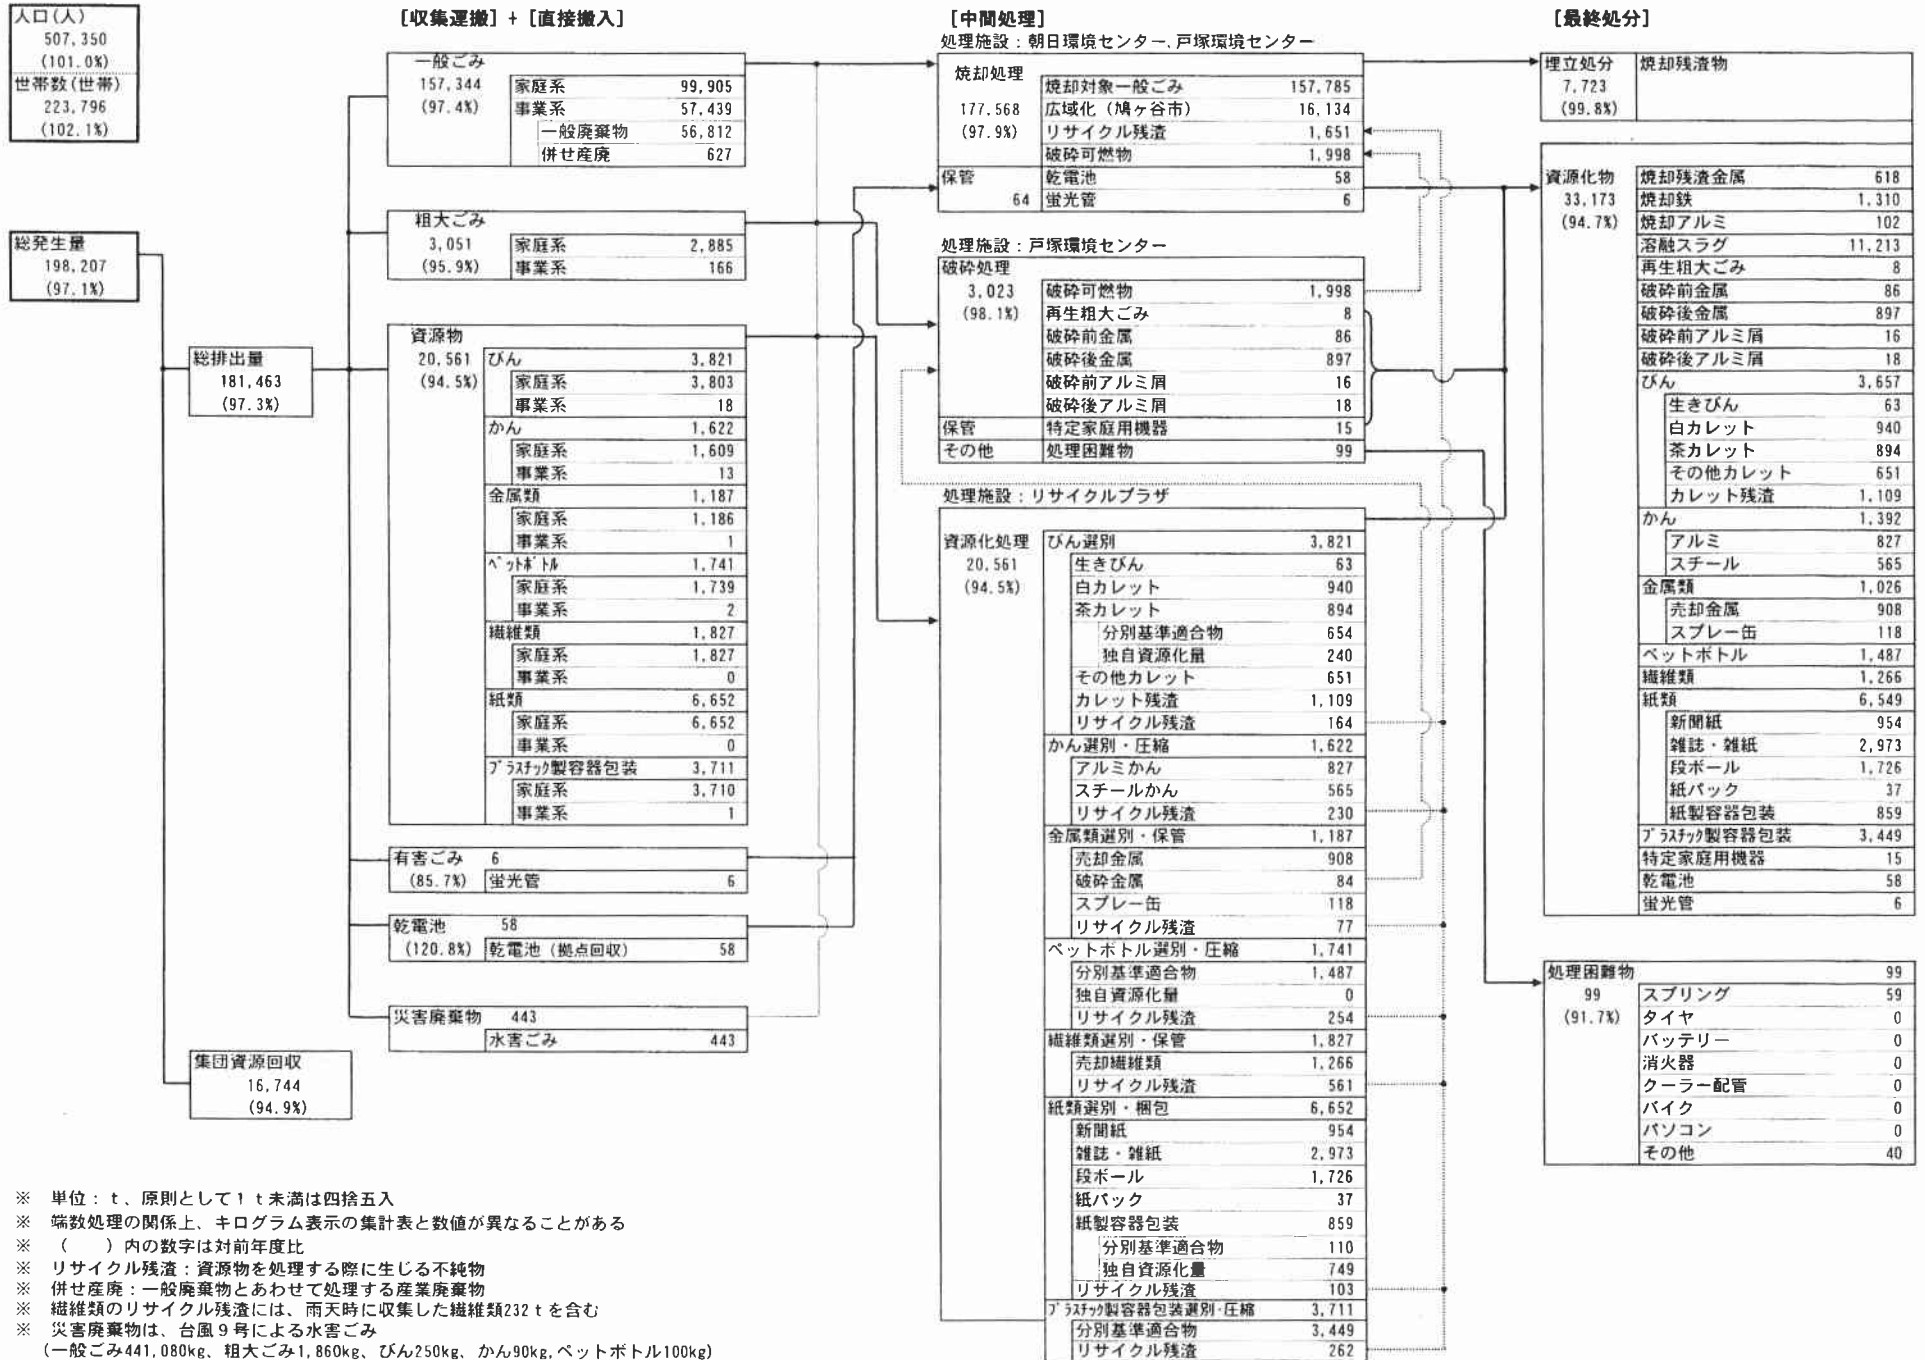 人口(人)
507,350
(101.0%)
世帯数(世帯)
223,796
(102.1%)
総発生量
198,207
(97.1%)
総排出量
181,463
(97.3%)
集団資源回収
16,744
(94.9%)
[収集運搬] + [直接搬入]
一般ごみ
157,344
(97.4%)
家庭系 99,905
事業系 57,439
一般廃棄物 56,812
併せ産廃 627
粗大ごみ
3,051
(95.9%)
家庭系 2,885
事業系 166
資源物
20,561
(94.5%)
びん 3,821
家庭系 3,803
事業系 18
かん 1,622
家庭系 1,609
事業系 13
金属類 1,187
家庭系 1,186
事業系 1
ペットボトル 1,741
家庭系 1,739
事業系 2
繊維類 1,827
家庭系 1,827
事業系 0
紙類 6,652
家庭系 6,652
事業系 0
プラスチック製容器包装 3,711
家庭系 3,710
事業系 1
有害ごみ 6
(85.7%) 蛍光管 6
乾電池 58
(120.8%) 乾電池（拠点回収） 58
災害廃棄物 443
水害ごみ 443
[中間処理]
処理施設：朝日環境センター、戸塚環境センター
焼却処理
177,568
(97.9%)
焼却対象一般ごみ 157,785
広域化（鳩ヶ谷市） 16,134
リサイクル残渣 1,651
破砕可燃物 1,998
保管
64
乾電池 58
蛍光管 6
処理施設：戸塚環境センター
破砕処理
3,023
(98.1%)
破砕可燃物 1,998
再生粗大ごみ 8
破砕前金属 86
破砕後金属 897
破砕前アルミ屑 16
破砕後アルミ屑 18
保管 特定家庭用機器 15
その他 処理困難物 99
処理施設：リサイクルプラザ
資源化処理
20,561
(94.5%)
びん選別 3,821
生きびん 63
白カレット 940
茶カレット 894
分別基準適合物 654
独自資源化量 240
その他カレット 651
カレット残渣 1,109
リサイクル残渣 164
かん選別・圧縮 1,622
アルミかん 827
スチールかん 565
リサイクル残渣 230
金属類選別・保管 1,187
売却金属 908
破砕金属 84
スプレー缶 118
リサイクル残渣 77
ペットボトル選別・圧縮 1,741
分別基準適合物 1,487
独自資源化量 0
リサイクル残渣 254
繊維類選別・保管 1,827
売却繊維類 1,266
リサイクル残渣 561
紙類選別・梱包 6,652
新聞紙 954
雑誌・雑紙 2,973
段ボール 1,726
紙パック 37
紙製容器包装 859
分別基準適合物 110
独自資源化量 749
リサイクル残渣 103
プラスチック製容器包装選別・圧縮 3,711
分別基準適合物 3,449
リサイクル残渣 262
[最終処分]
埋立処分
7,723
(99.8%)
焼却残渣物
資源化物
33,173
(94.7%)
焼却残渣金属 618
焼却鉄 1,310
焼却アルミ 102
溶融スラグ 11,213
再生粗大ごみ 8
破砕前金属 86
破砕後金属 897
破砕前アルミ屑 16
破砕後アルミ屑 18
びん 3,657
生きびん 63
白カレット 940
茶カレット 894
その他カレット 651
カレット残渣 1,109
かん 1,392
アルミ 827
スチール 565
金属類 1,026
売却金属 908
スプレー缶 118
ペットボトル 1,487
繊維類 1,266
紙類 6,549
新聞紙 954
雑誌・雑紙 2,973
段ボール 1,726
紙パック 37
紙製容器包装 859
プラスチック製容器包装 3,449
特定家庭用機器 15
乾電池 58
蛍光管 6
処理困難物 99
99
(91.7%)
スプリング 59
タイヤ 0
バッテリー 0
消火器 0
クーラー配管 0
バイク 0
パソコン 0
その他 40
※ 単位：ｔ、原則として１ｔ未満は四捨五入
※ 端数処理の関係上、キログラム表示の集計表と数値が異なることがある
※ （　　）内の数字は対前年度比
※ リサイクル残渣：資源物を処理する際に生じる不純物
※ 併せ産廃：一般廃棄物とあわせて処理する産業廃棄物
※ 繊維類のリサイクル残渣には、雨天時に収集した繊維類232ｔを含む
※ 災害廃棄物は、台風９号による水害ごみ
(一般ごみ441,080kg、粗大ごみ1,860kg、びん250kg、かん90kg,ペットボトル100kg)